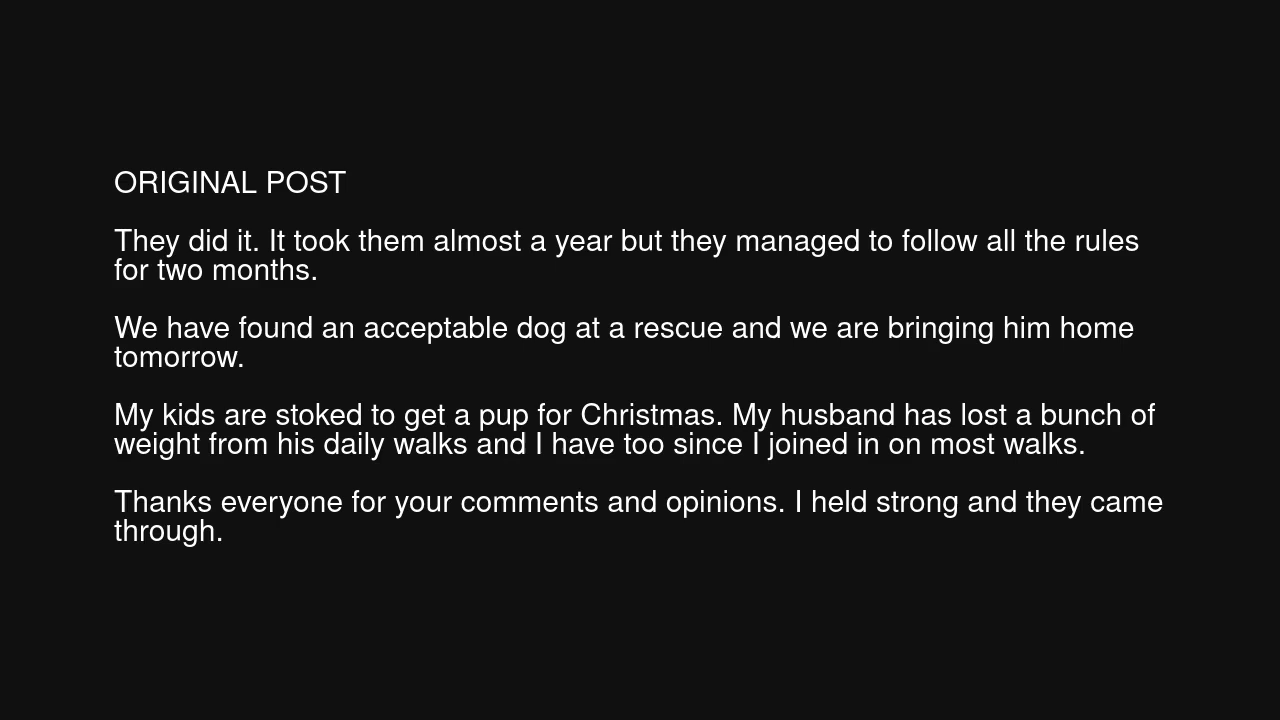 ORIGINAL POST
They did it. It took them almost a year but they managed to follow all the rules
for two months.
We have found an acceptable dog at a rescue and we are bringing him home
tomorrow.
My kids are stoked to get a pup for Christmas. My husband has lost a bunch of
weight from his daily walks and I have too since I joined in on most walks.
Thanks everyone for your comments and opinions. I held strong and they came
through.